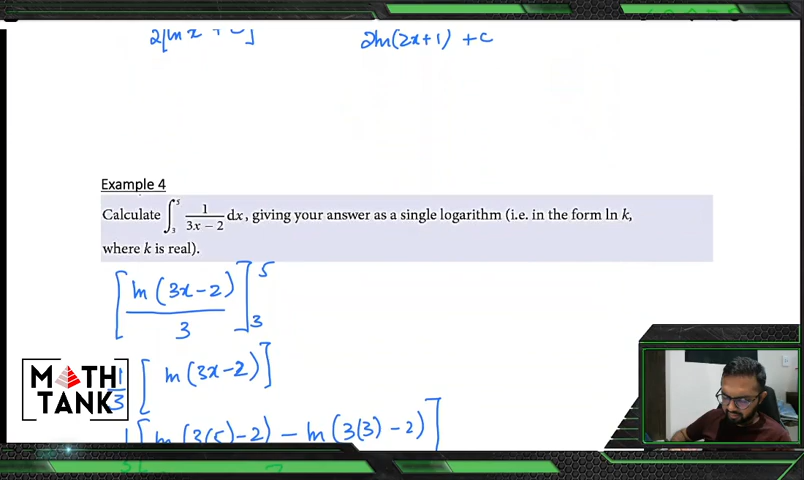 2[ln x + C]
2ln(2x+1) +c
Example 4
Calculate ∫₃⁵ 1/(3x − 2) dx, giving your answer as a single logarithm (i.e. in the form ln k,
where k is real).
[ln(3x−2)/3]₃⁵
1/3 [ ln(3x−2)]
[ln(3(5)−2) − ln(3(3)−2)]
MATH
TANK